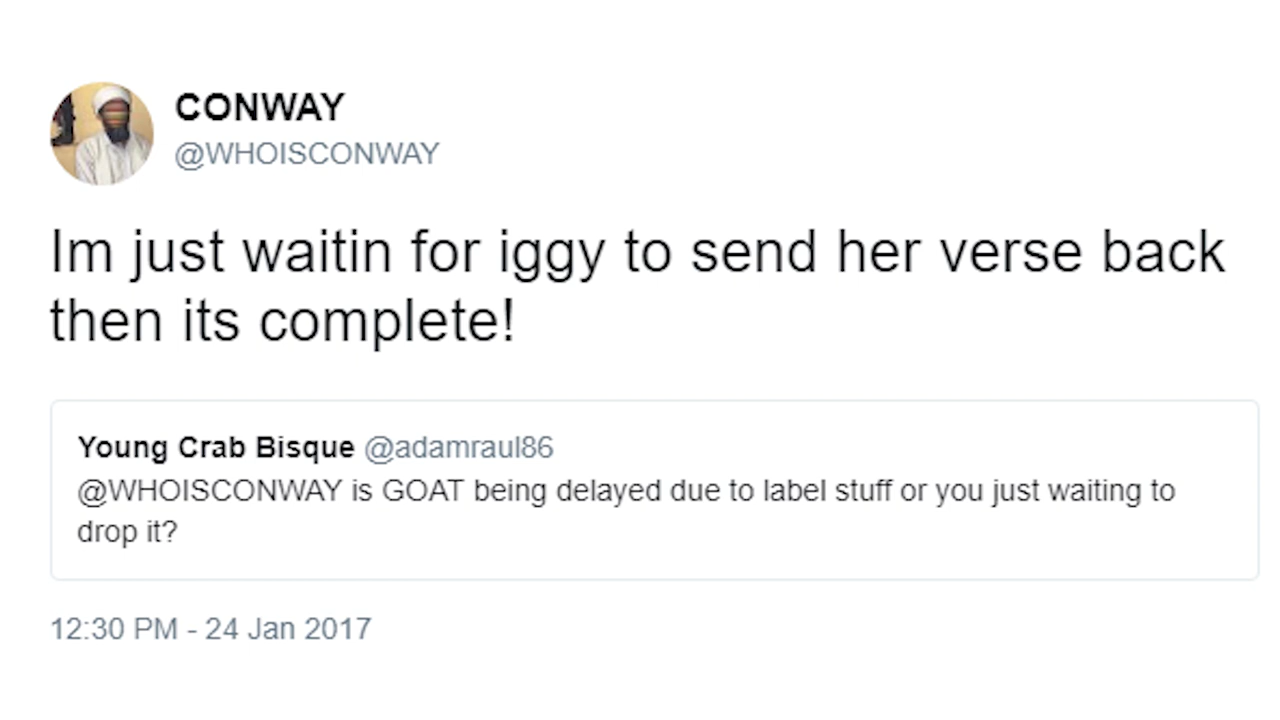 CONWAY
@WHOISCONWAY
Im just waitin for iggy to send her verse back
then its complete!
Young Crab Bisque @adamraul86
@WHOISCONWAY is GOAT being delayed due to label stuff or you just waiting to
drop it?
12:30 PM - 24 Jan 2017